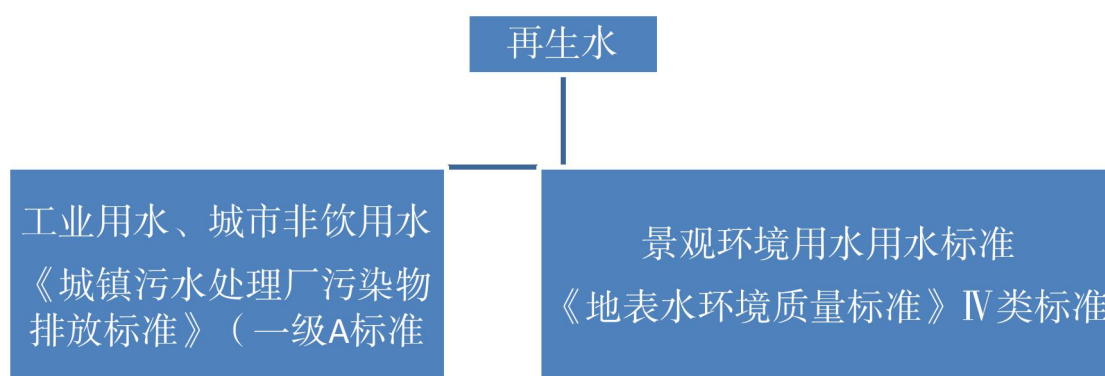 再生水
工业用水、城市非饮用水
《城镇污水处理厂污染物
排放标准》（一级A标准
景观环境用水用水标准
《地表水环境质量标准》Ⅳ类标准